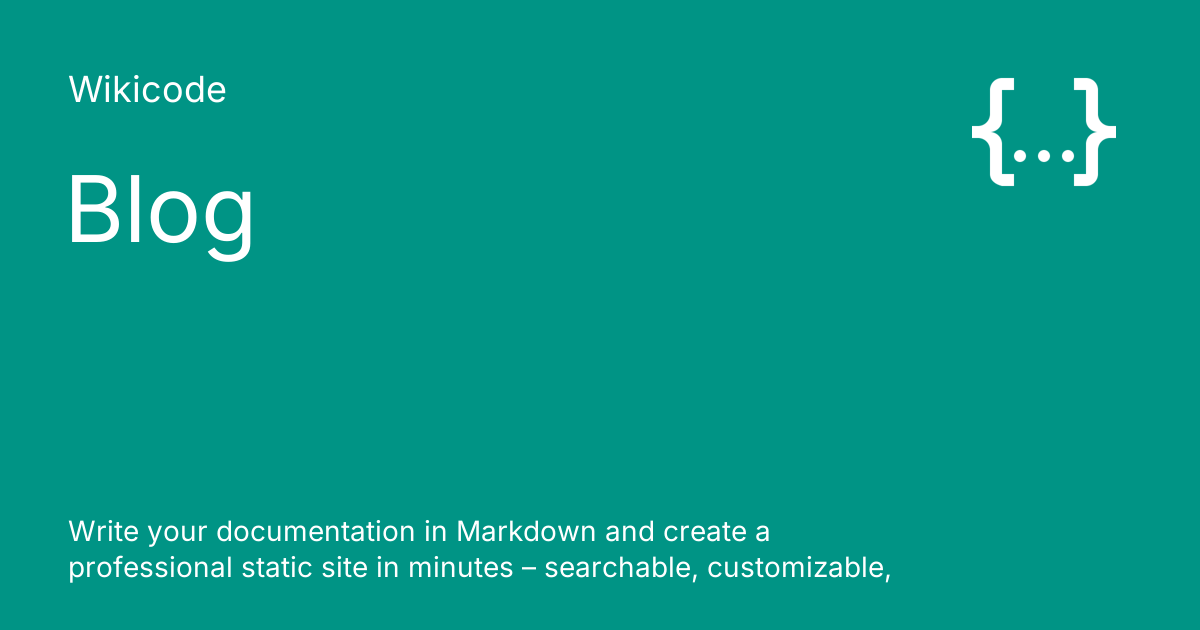 Wikicode
{...}
Blog
Write your documentation in Markdown and create a
professional static site in minutes – searchable, customizable,